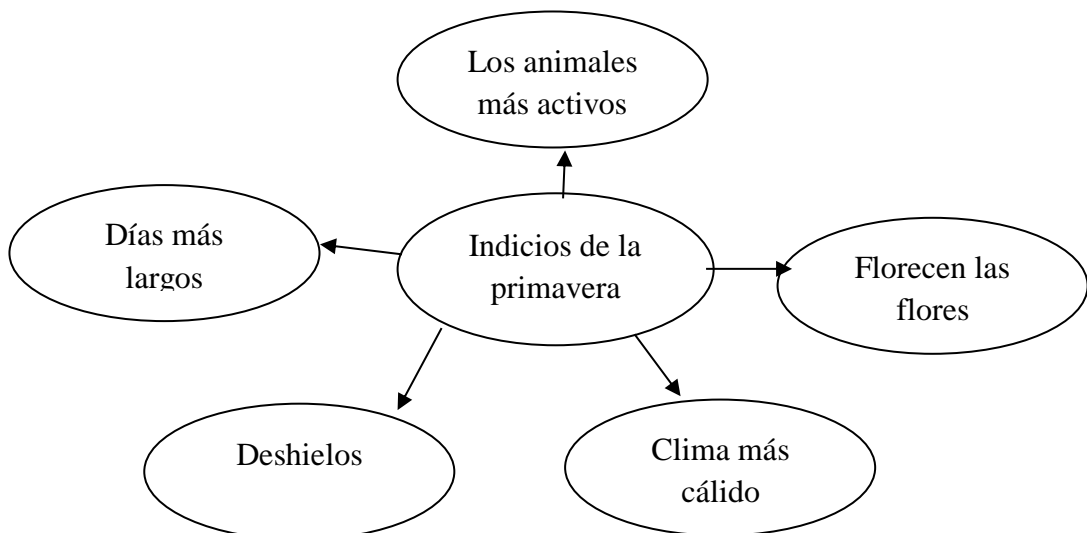 Los animales
más activos
Días más
largos
Indicios de la
primavera
Florecen las
flores
Deshielos
Clima más
cálido